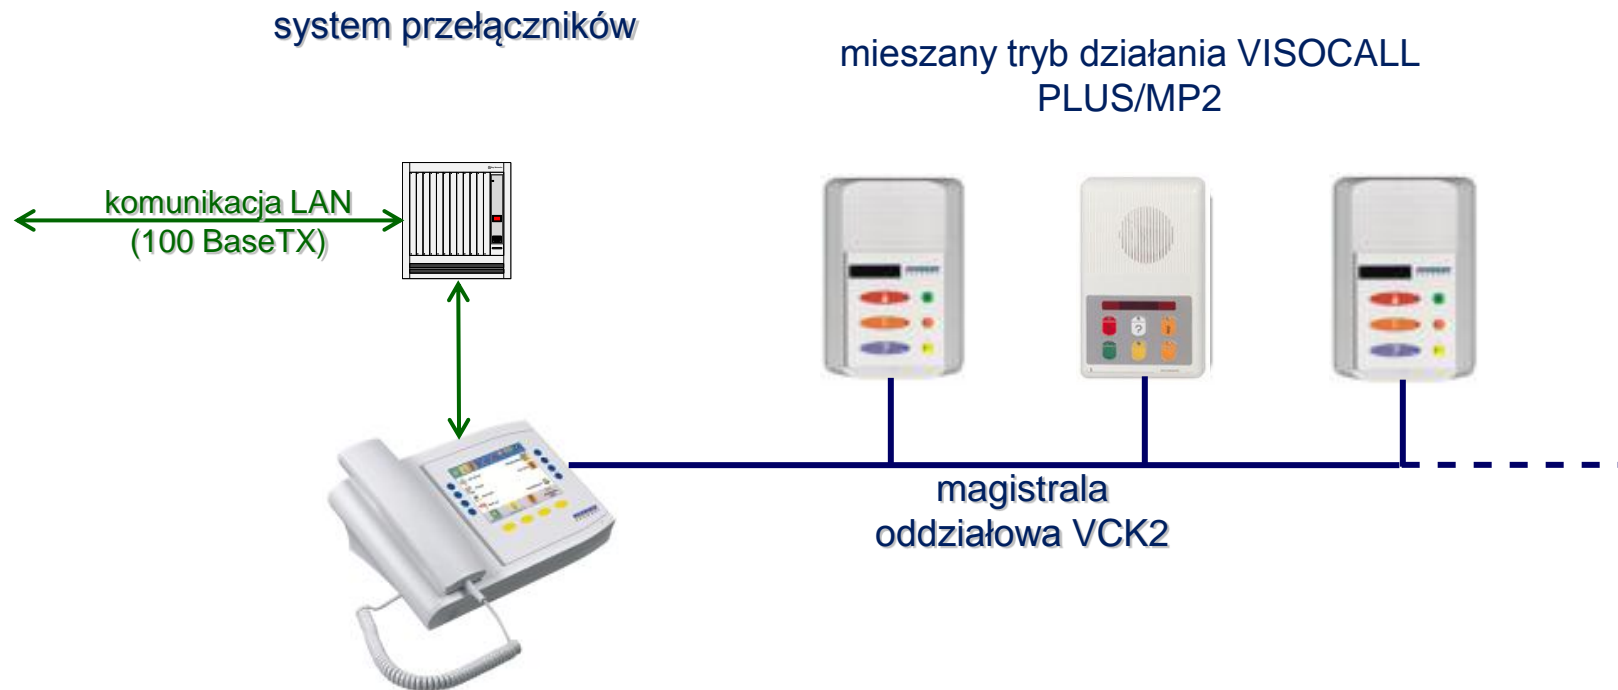 system przełączników
mieszany tryb działania VISOCALL
PLUS/MP2
komunikacja LAN
(100 BaseTX)
?
magistrala
oddziałowa VCK2